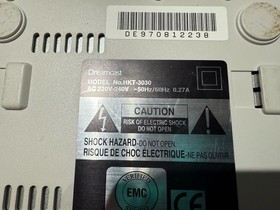 DE970812238
Dreamcast
MODEL No.HKT-3030
AC 220V-240V ~50Hz/60Hz 0.27A
CAUTION
RISK OF ELECTRIC SHOCK
DO NOT OPEN
SHOCK HAZARD-DO NOT OPEN
RISQUE DE CHOC ÉLECTRIQUE-NE PAS OUVRIR
CERTIFIED
EMC